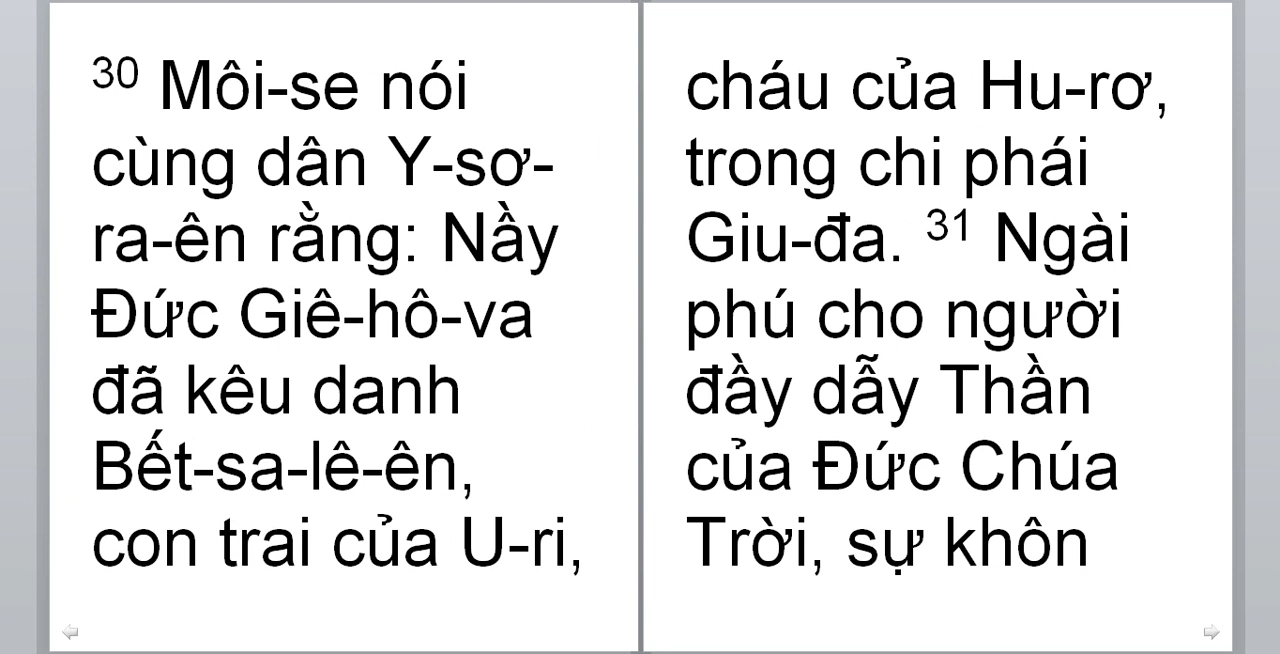 30 Môi-se nói
cùng dân Y-sơ-
ra-ên rằng: Nầy
Đức Giê-hô-va
đã kêu danh
Bết-sa-lê-ên,
con trai của U-ri,
cháu của Hu-rơ,
trong chi phái
Giu-đa. 31 Ngài
phú cho người
đầy dẫy Thần
của Đức Chúa
Trời, sự khôn